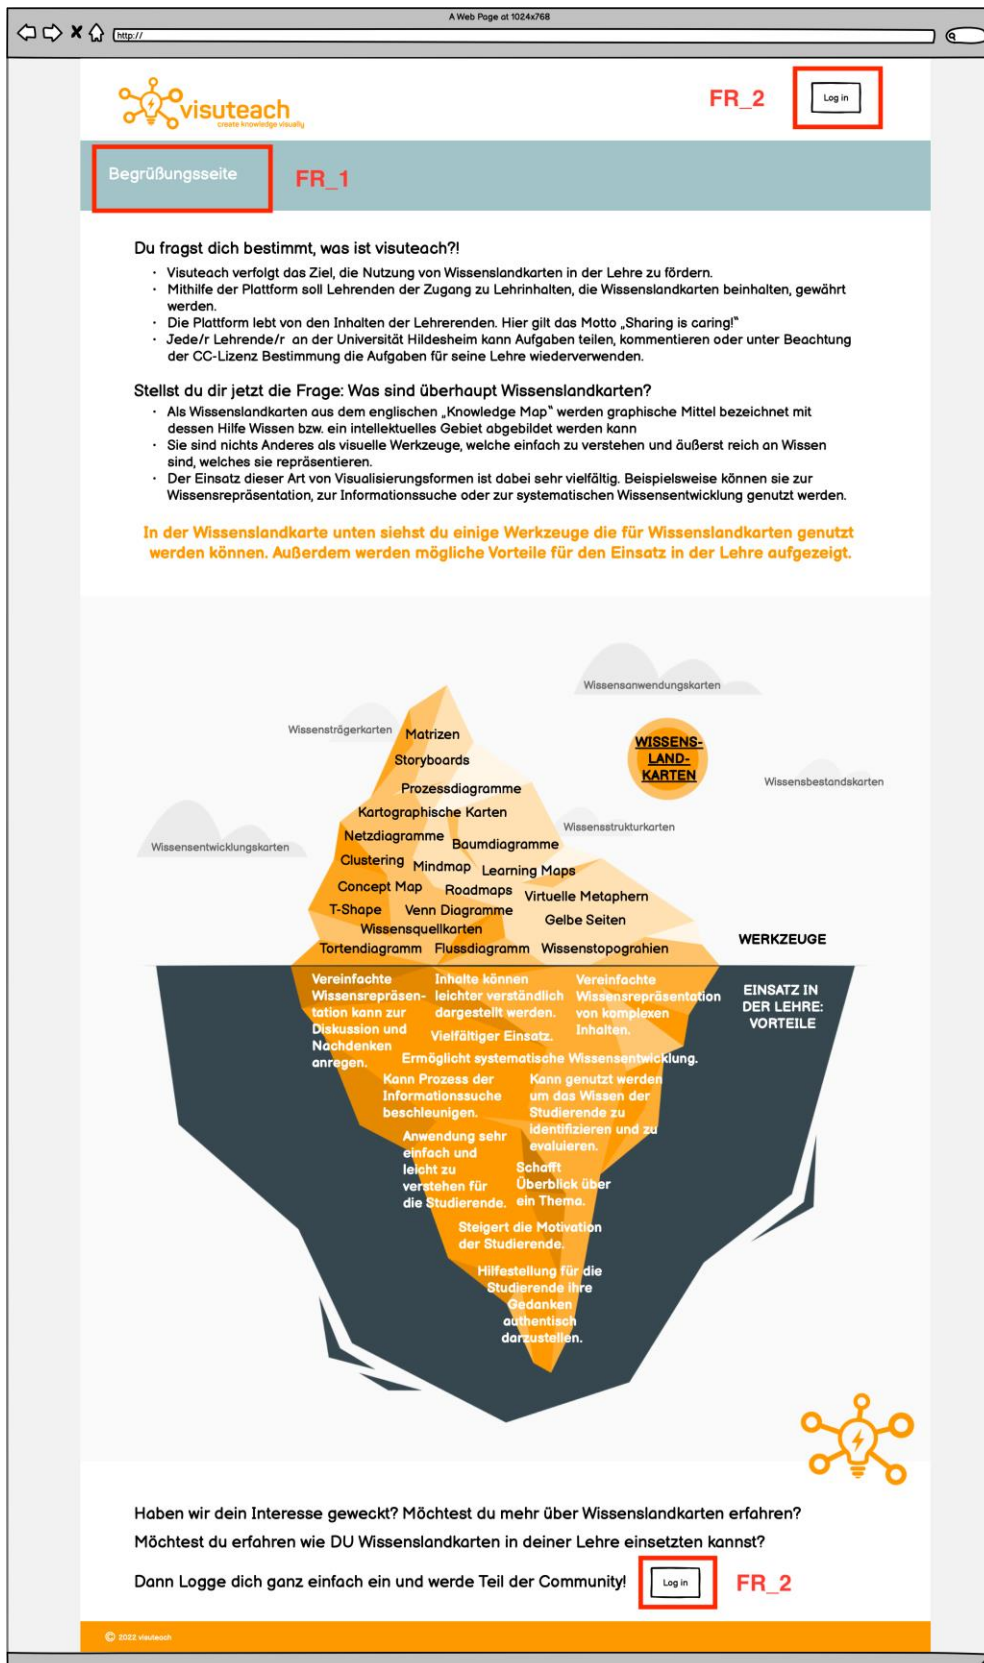 A Web Page at 1024x768
http://
visuteach
create knowledge visually
FR_2
Log in
Begrüßungsseite
FR_1
Du fragst dich bestimmt, was ist visuteach?!
· Visuteach verfolgt das Ziel, die Nutzung von Wissenslandkarten in der Lehre zu fördern.
· Mithilfe der Plattform soll Lehrenden der Zugang zu Lehrinhalten, die Wissenslandkarten beinhalten, gewährt
werden.
· Die Plattform lebt von den Inhalten der Lehrerenden. Hier gilt das Motto „Sharing is caring!“
· Jede/r Lehrende/r an der Universität Hildesheim kann Aufgaben teilen, kommentieren oder unter Beachtung
der CC-Lizenz Bestimmung die Aufgaben für seine Lehre wiederverwenden.
Stellst du dir jetzt die Frage: Was sind überhaupt Wissenslandkarten?
· Als Wissenslandkarten aus dem englischen „Knowledge Map“ werden graphische Mittel bezeichnet mit
dessen Hilfe Wissen bzw. ein intellektuelles Gebiet abgebildet werden kann
· Sie sind nichts Anderes als visuelle Werkzeuge, welche einfach zu verstehen und äußerst reich an Wissen
sind, welches sie repräsentieren.
· Der Einsatz dieser Art von Visualisierungsformen ist dabei sehr vielfältig. Beispielsweise können sie zur
Wissensrepräsentation, zur Informationssuche oder zur systematischen Wissensentwicklung genutzt werden.
In der Wissenslandkarte unten siehst du einige Werkzeuge die für Wissenslandkarten genutzt
werden können. Außerdem werden mögliche Vorteile für den Einsatz in der Lehre aufgezeigt.
Wissensanwendungskarten
Wissensträgerkarten
Matrizen
WISSENS-
LAND-
KARTEN
Storyboards
Wissensbestandskarten
Prozessdiagramme
Kartographische Karten
Wissensstrukturkarten
Netzdiagramme
Baumdiagramme
Wissensentwicklungskarten
Clustering
Mindmap
Learning Maps
Concept Map
Roadmaps
Virtuelle Metaphern
T-Shape
Venn Diagramme
Gelbe Seiten
Wissensquellkarten
Tortendiagramm
Flussdiagramm
Wissenstopograhien
WERKZEUGE
EINSATZ IN
DER LEHRE:
VORTEILE
Vereinfachte
Wissensrepräsen-
tation kann zur
Diskussion und
Nachdenken
anregen.
Inhalte können
leichter verständlich
dargestellt werden.
Vereinfachte
Wissensrepräsentation
von komplexen
Inhalten.
Vielfältiger Einsatz.
Ermöglicht systematische Wissensentwicklung.
Kann Prozess der
Informationssuche
beschleunigen.
Kann genutzt werden
um das Wissen der
Studierende zu
identifizieren und zu
evaluieren.
Anwendung sehr
einfach und
leicht zu
verstehen für
die Studierende.
Schafft
Überblick über
ein Thema.
Steigert die Motivation
der Studierende.
Hilfestellung für die
Studierende ihre
Gedanken
authentisch
darzustellen.
Haben wir dein Interesse geweckt? Möchtest du mehr über Wissenslandkarten erfahren?
Möchtest du erfahren wie DU Wissenslandkarten in deiner Lehre einsetzten kannst?
Dann Logge dich ganz einfach ein und werde Teil der Community!
Log in
FR_2
© 2022 visuteach